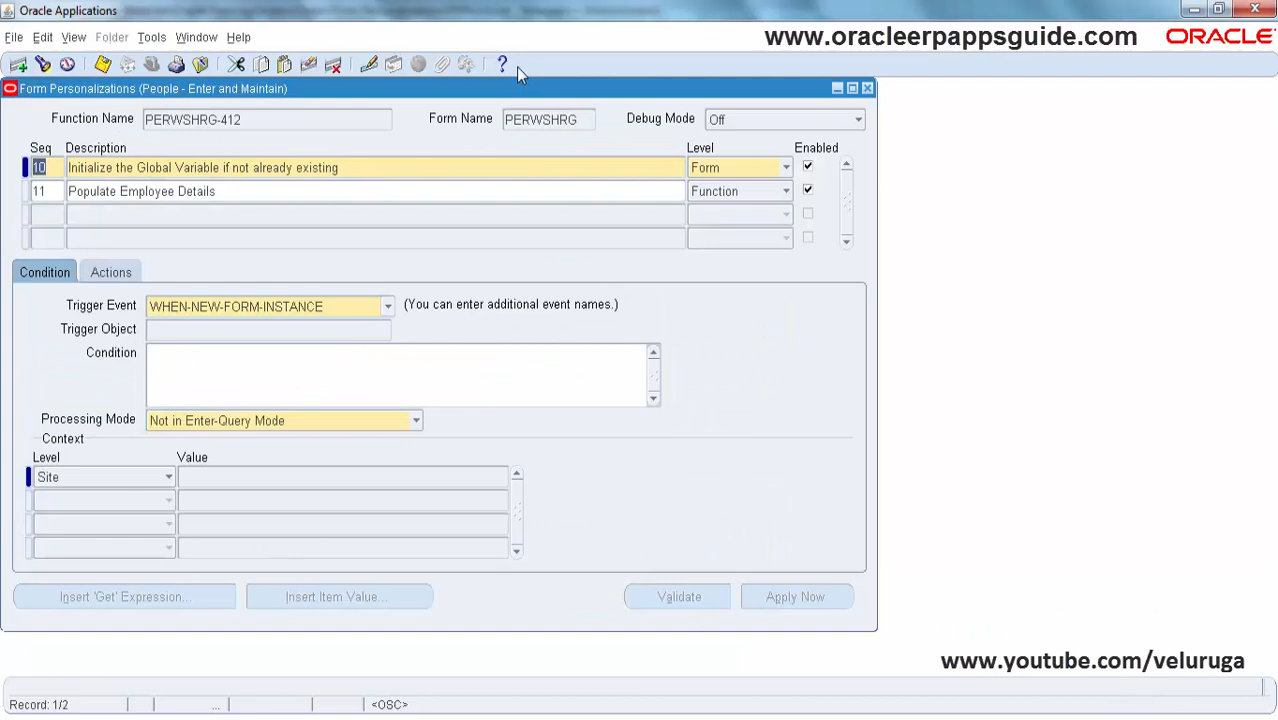 Oracle Applications
File Edit View Folder Tools Window Help
www.oracleerpappsguide.com
ORACLE
Form Personalizations (People - Enter and Maintain)
Function Name PERWSHRG-412 Form Name PERWSHRG Debug Mode Off
Seq Description Level Enabled
10 Initialize the Global Variable if not already existing Form
11 Populate Employee Details Function
Condition Actions
Trigger Event WHEN-NEW-FORM-INSTANCE (You can enter additional event names.)
Trigger Object
Condition
Processing Mode Not in Enter-Query Mode
Context
Level Value
Site
Insert 'Get' Expression... Insert Item Value... Validate Apply Now
www.youtube.com/veluruga
Record: 1/2 ... <OSC>